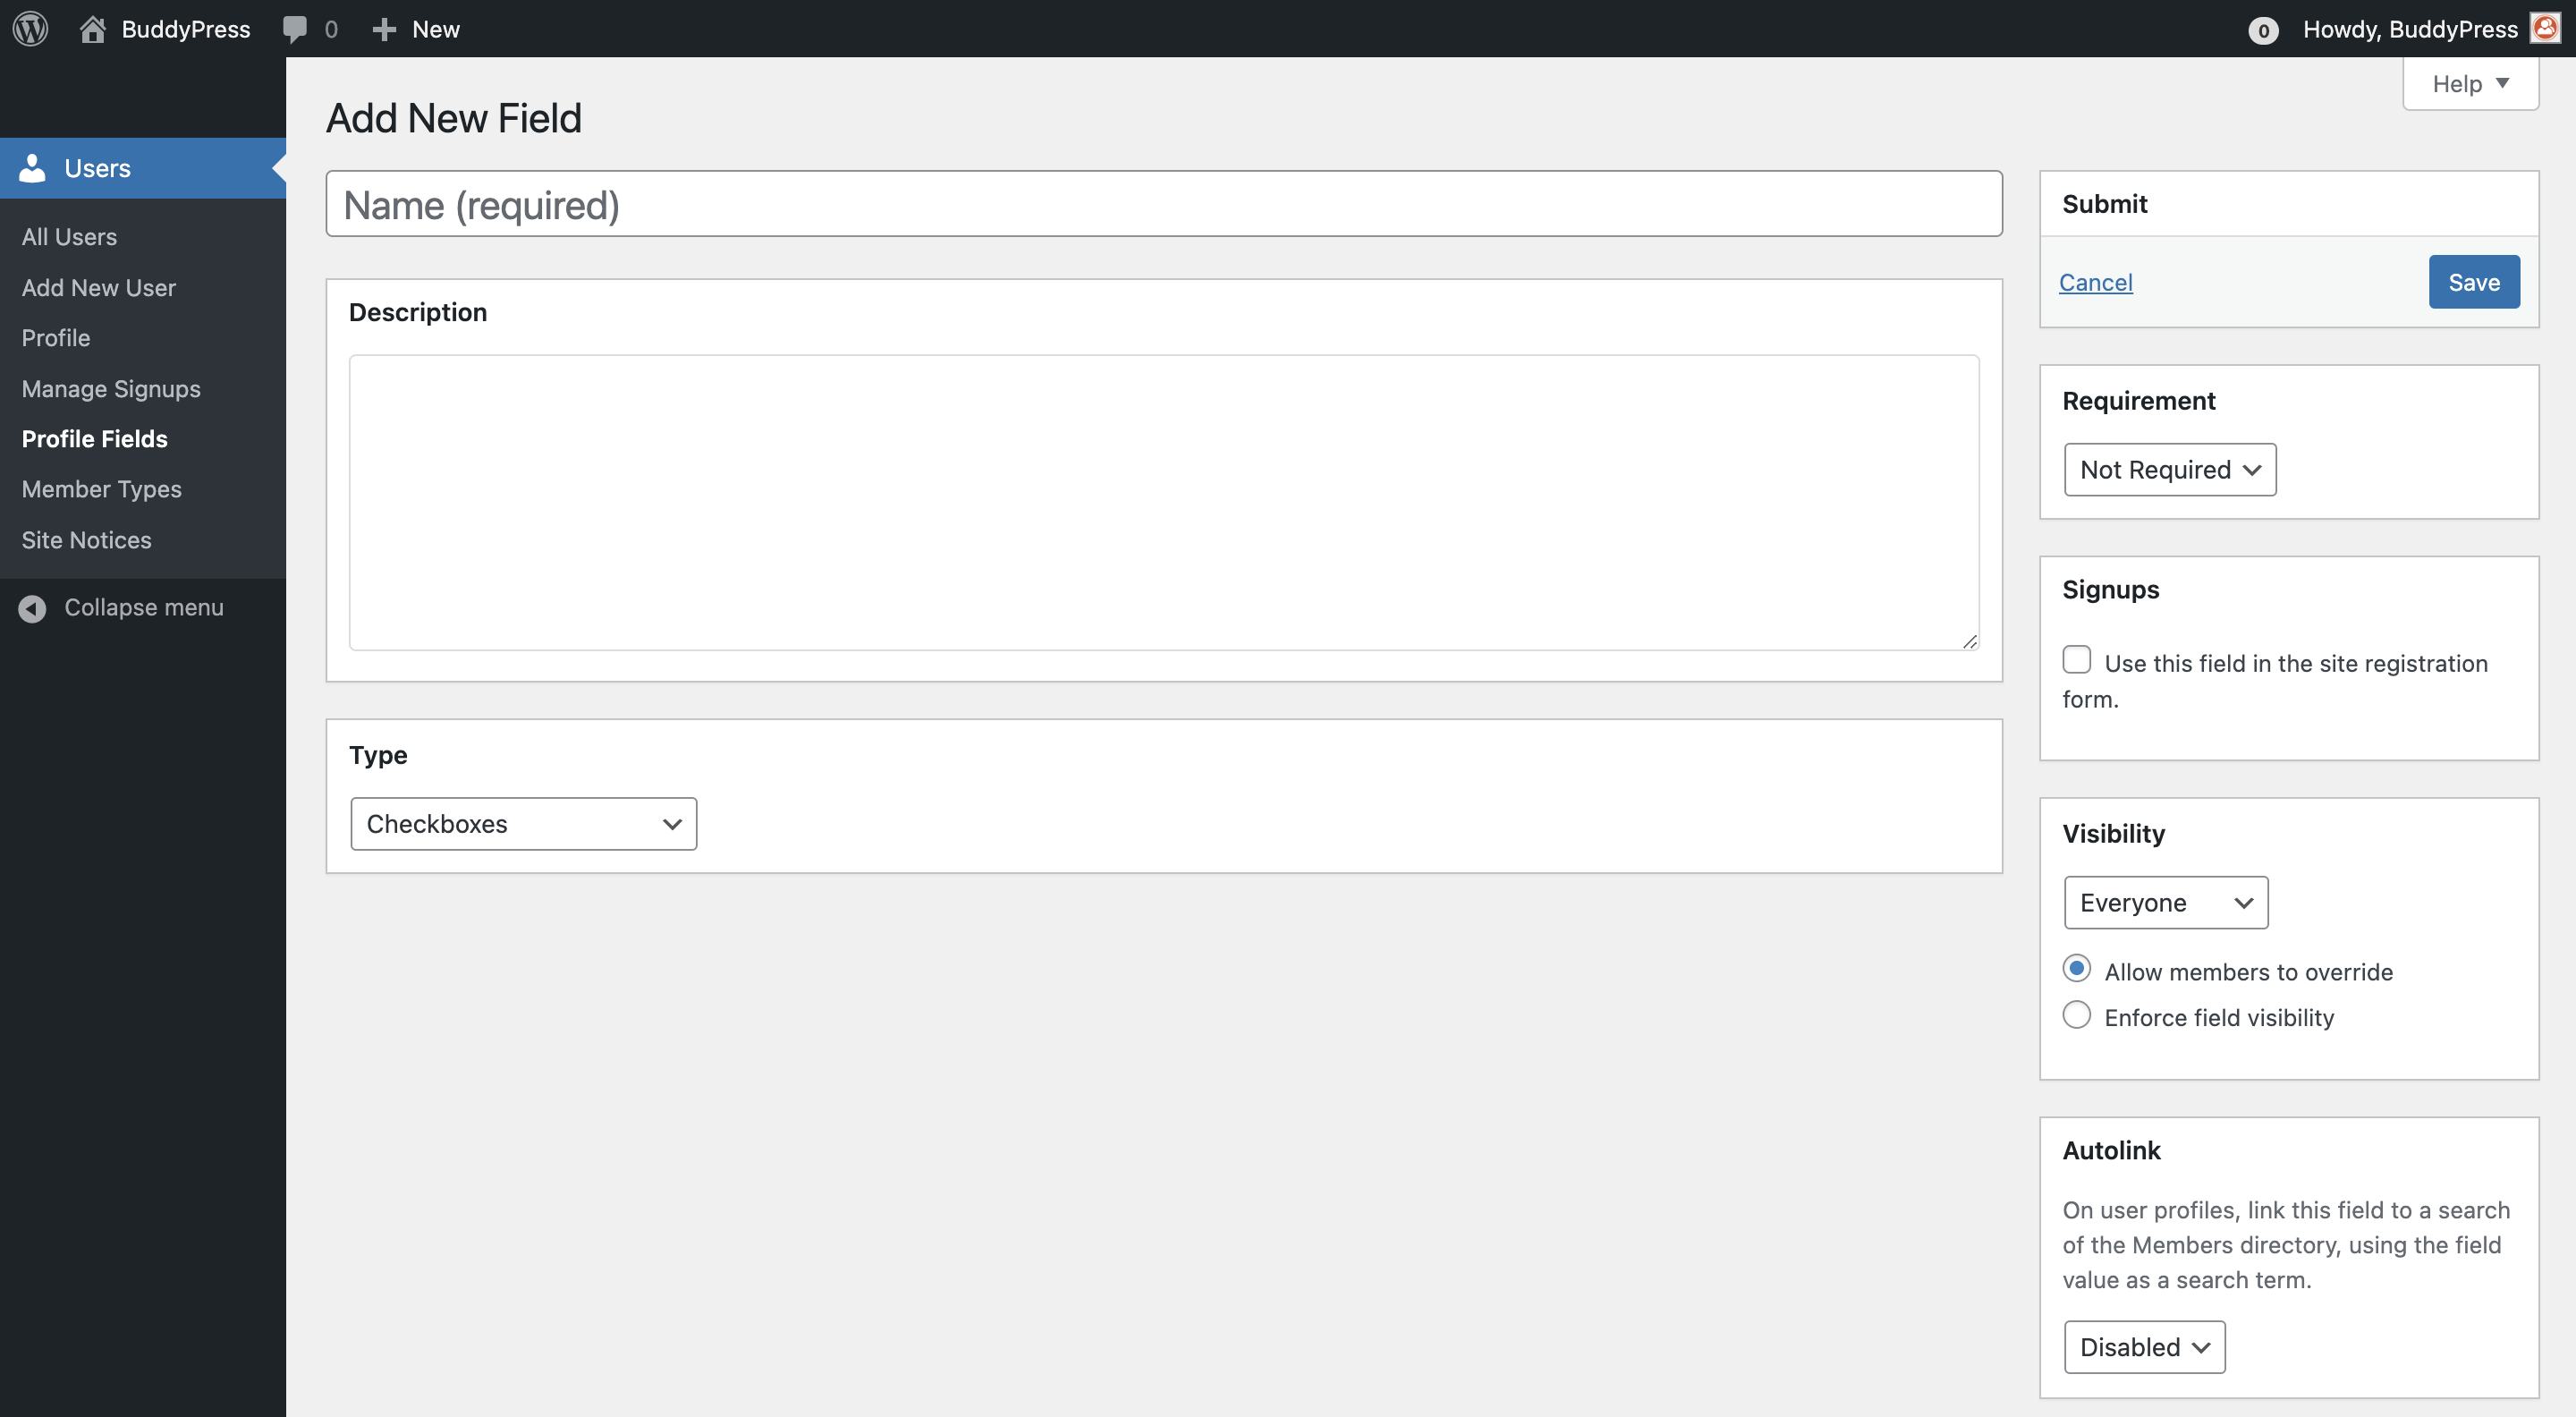 BuddyPress
0
New
0
Howdy, BuddyPress
Help
Users
All Users
Add New User
Profile
Manage Signups
Profile Fields
Member Types
Site Notices
Collapse menu
Add New Field
Name (required)
Description
Type
Checkboxes
Submit
Cancel
Save
Requirement
Not Required
Signups
Use this field in the site registration
form.
Visibility
Everyone
Allow members to override
Enforce field visibility
Autolink
On user profiles, link this field to a search
of the Members directory, using the field
value as a search term.
Disabled